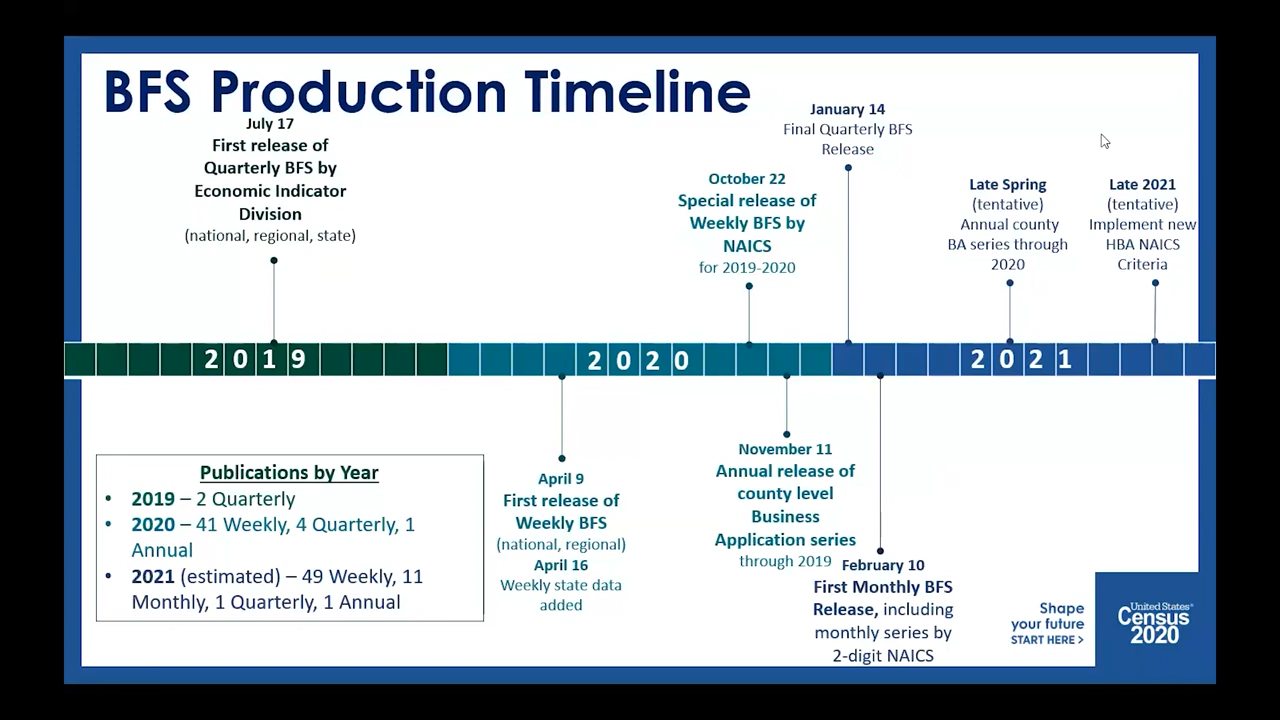 BFS Production Timeline
July 17
First release of
Quarterly BFS by
Economic Indicator
Division
(national, regional, state)
October 22
Special release of
Weekly BFS by
NAICS
for 2019-2020
January 14
Final Quarterly BFS
Release
Late Spring
(tentative)
Annual county
BA series through
2020
Late 2021
(tentative)
Implement new
HBA NAICS
Criteria
2019
2020
2021
Publications by Year
• 2019 – 2 Quarterly
• 2020 – 41 Weekly, 4 Quarterly, 1
Annual
• 2021 (estimated) – 49 Weekly, 11
Monthly, 1 Quarterly, 1 Annual
April 9
First release of
Weekly BFS
(national, regional)
April 16
Weekly state data
added
November 11
Annual release of
county level
Business
Application series
through 2019
February 10
First Monthly BFS
Release, including
monthly series by
2-digit NAICS
Shape
your future
START HERE >
United States®
Census
2020